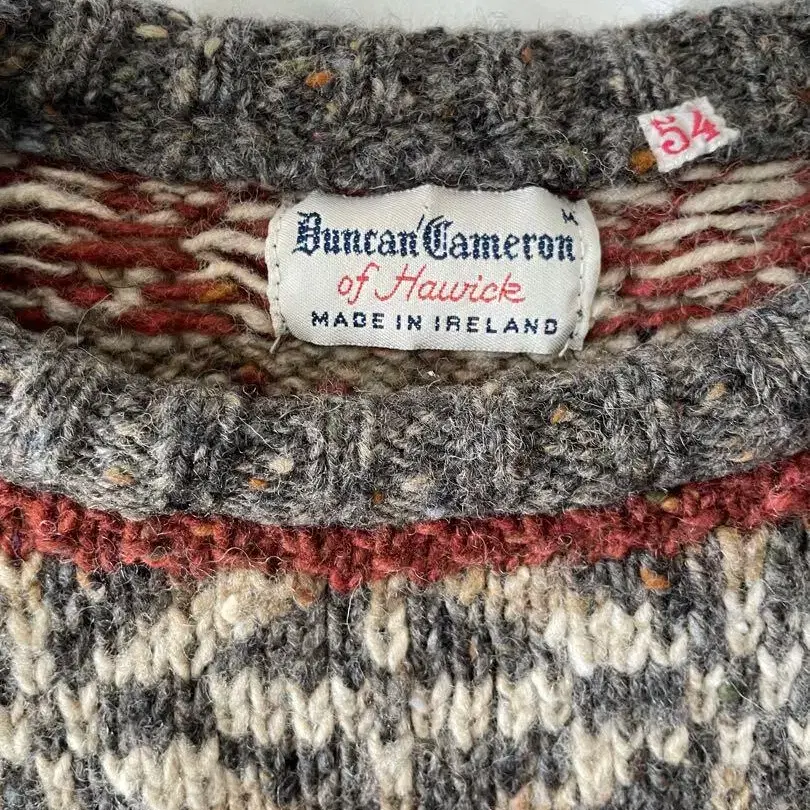 54
Duncan Cameron
of Hawick
MADE IN IRELAND